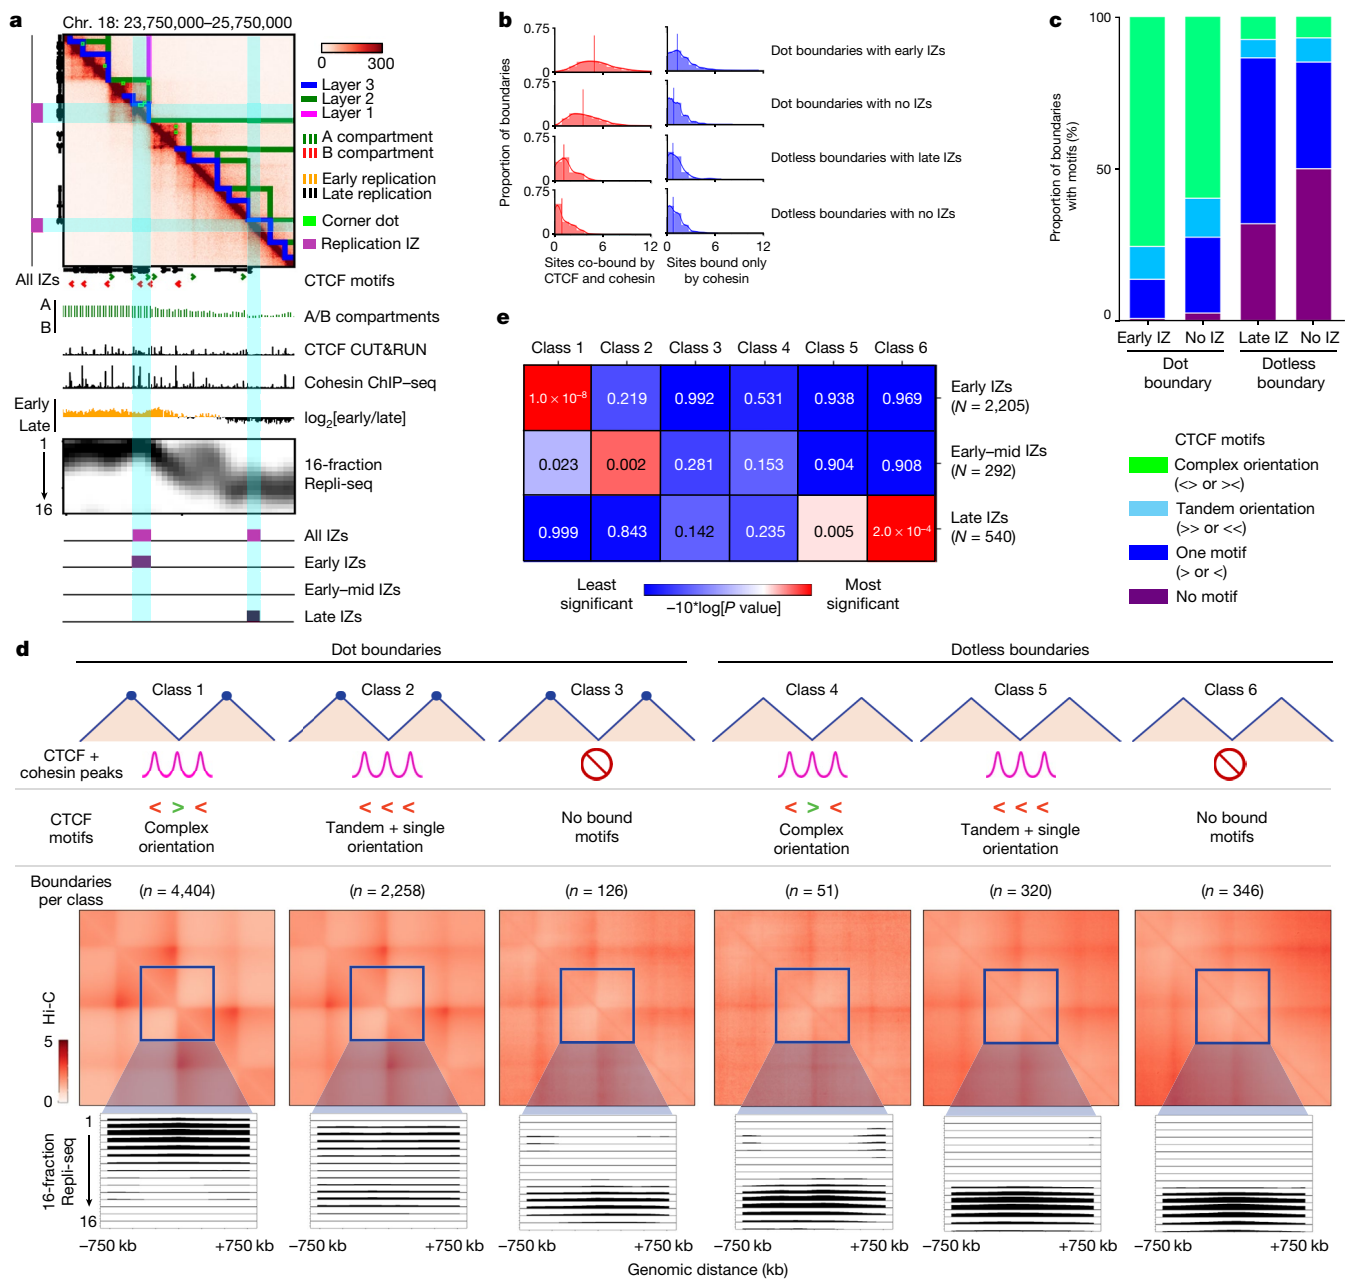 a
Chr. 18: 23,750,000–25,750,000
0 300
Layer 3
Layer 2
Layer 1
A compartment
B compartment
Early replication
Late replication
Corner dot
Replication IZ
All IZs
CTCF motifs
A
B
A/B compartments
CTCF CUT&RUN
Cohesin ChIP–seq
Early
Late
log2[early/late]
1
16
16-fraction
Repli-seq
All IZs
Early IZs
Early–mid IZs
Late IZs
b
Proportion of boundaries
0.75
0
Dot boundaries with early IZs
0.75
0
Dot boundaries with no IZs
0.75
0
Dotless boundaries with late IZs
0.75
0
Dotless boundaries with no IZs
0 6 12 0 6 12
Sites co-bound by
CTCF and cohesin
Sites bound only
by cohesin
c
Proportion of boundaries
with motifs (%)
100
50
0
Early IZ No IZ Late IZ No IZ
Dot
boundary
Dotless
boundary
CTCF motifs
Complex orientation
(<> or ><)
Tandem orientation
(>> or <<)
One motif
(> or <)
No motif
e
Class 1 Class 2 Class 3 Class 4 Class 5 Class 6
1.0 × 10−8 0.219 0.992 0.531 0.938 0.969
Early IZs
(N = 2,205)
0.023 0.002 0.281 0.153 0.904 0.908
Early–mid IZs
(N = 292)
0.999 0.843 0.142 0.235 0.005 2.0 × 10−4
Late IZs
(N = 540)
Least
significant
−10*log[P value]
Most
significant
d
Dot boundaries
Dotless boundaries
Class 1 Class 2 Class 3 Class 4 Class 5 Class 6
CTCF +
cohesin peaks
CTCF
motifs
< > <
Complex
orientation
< < <
Tandem + single
orientation
No bound
motifs
< > <
Complex
orientation
< < <
Tandem + single
orientation
No bound
motifs
Boundaries
per class
(n = 4,404) (n = 2,258) (n = 126) (n = 51) (n = 320) (n = 346)
Hi-C
5
0
16-fraction
Repli-seq
1
16
−750 kb +750 kb −750 kb +750 kb −750 kb +750 kb −750 kb +750 kb −750 kb +750 kb −750 kb +750 kb
Genomic distance (kb)